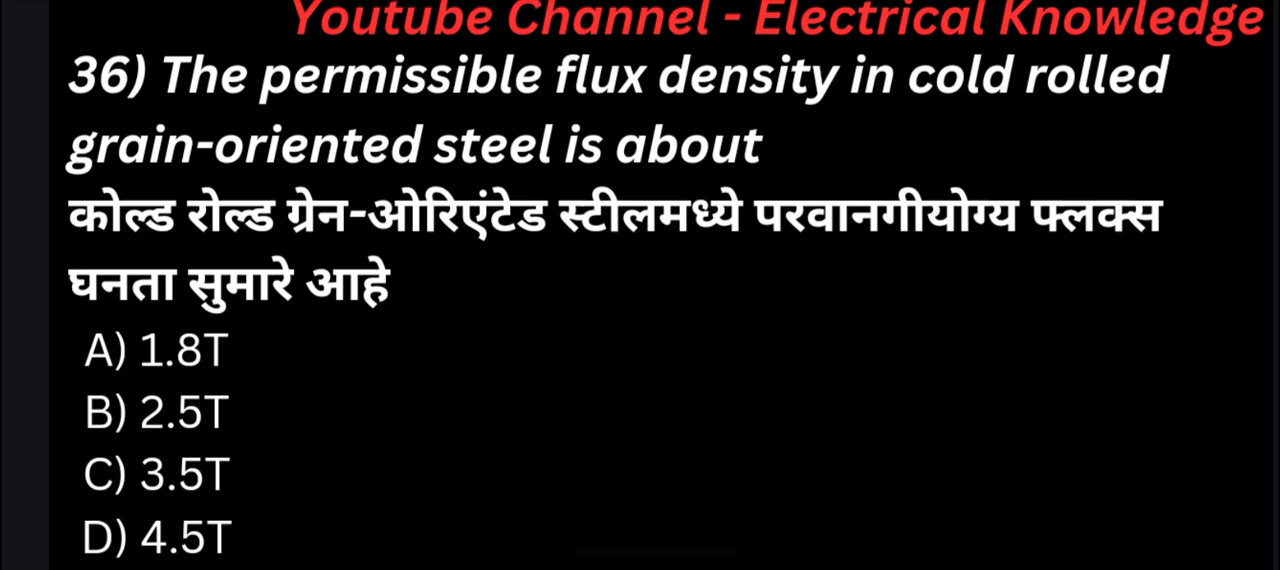 Youtube Channel - Electrical Knowledge
36) The permissible flux density in cold rolled
grain-oriented steel is about
कोल्ड रोल्ड ग्रेन-ओरिएंटेड स्टीलमध्ये परवानगीयोग्य फ्लक्स
घनता सुमारे आहे
A) 1.8T
B) 2.5T
C) 3.5T
D) 4.5T